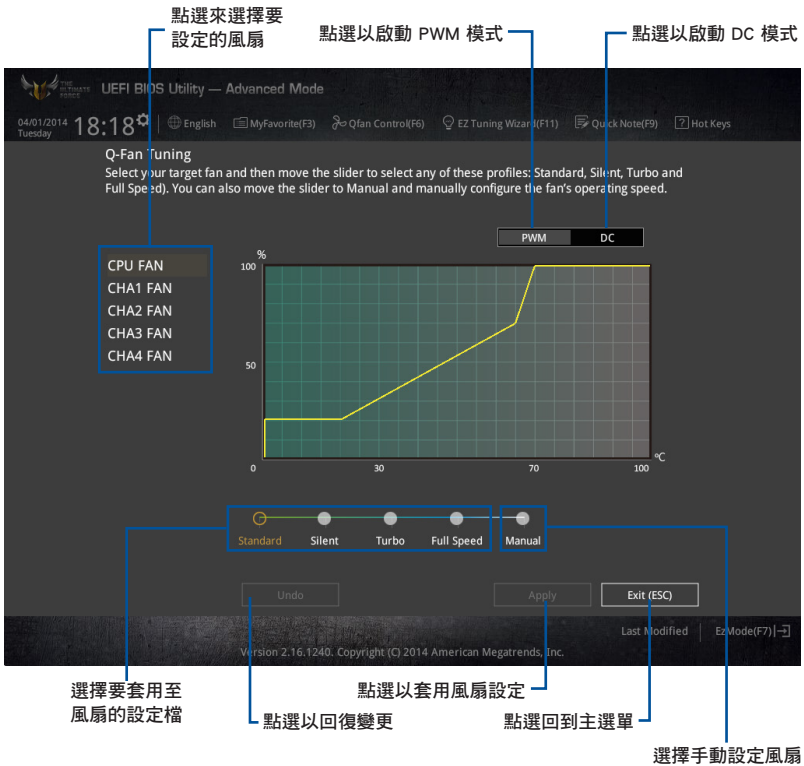 點選來選擇要
設定的風扇
點選以啟動 PWM 模式
點選以啟動 DC 模式
THE
ULTIMATE
FORCE
UEFI BIOS Utility — Advanced Mode
04/01/2014
Tuesday
18:18
English
MyFavorite(F3)
Qfan Control(F6)
EZ Tuning Wizard(F11)
Quick Note(F9)
? Hot Keys
Q-Fan Tuning
Select your target fan and then move the slider to select any of these profiles: Standard, Silent, Turbo and
Full Speed). You can also move the slider to Manual and manually configure the fan's operating speed.
PWM
DC
CPU FAN
CHA1 FAN
CHA2 FAN
CHA3 FAN
CHA4 FAN
%
100
50
0
30
70
100
ºC
Standard
Silent
Turbo
Full Speed
Manual
Undo
Apply
Exit (ESC)
Last Modified
EzMode(F7)
Version 2.16.1240. Copyright (C) 2014 American Megatrends, Inc.
選擇要套用至
風扇的設定檔
點選以回復變更
點選以套用風扇設定
點選回到主選單
選擇手動設定風扇